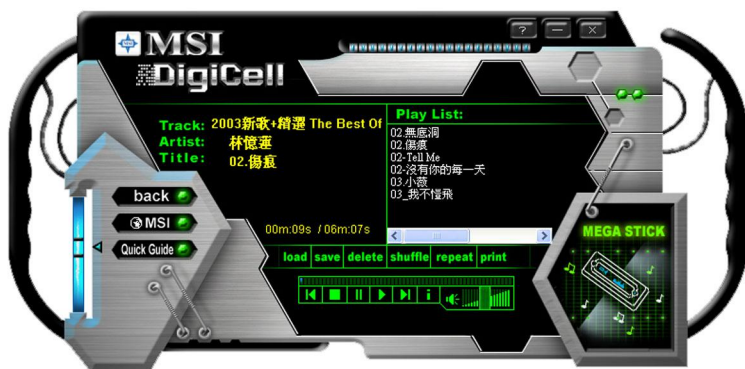 ? — X
MSI
DigiCell
Track: 2003新歌+精選 The Best Of
Artist: 林憶蓮
Title: 02.傷痕
Play List:
02.無底洞
02.傷痕
02-Tell Me
02-沒有你的每一天
03.小薇
03_我不懂飛
00m:09s / 06m:07s
back
MSI
Quick Guide
load save delete shuffle repeat print
i
MEGA STICK